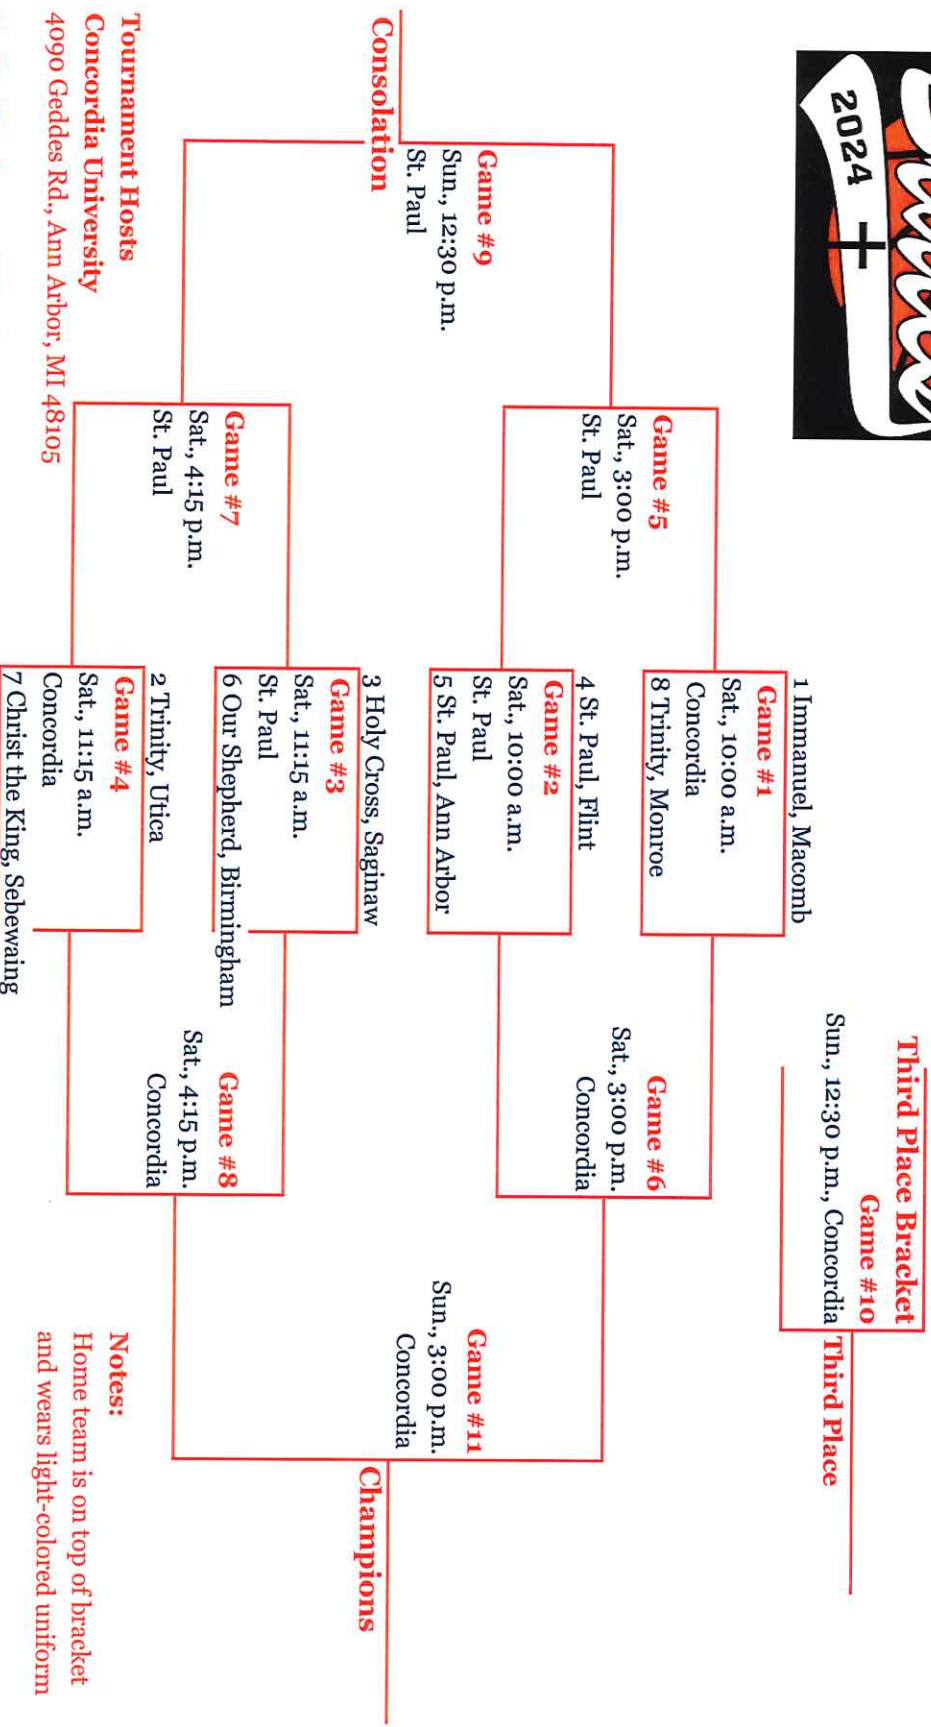 2024
Third Place Bracket
Game #10
Sun., 12:30 p.m., Concordia
Third Place
1 Immanuel, Macomb
Game #1
Sat., 10:00 a.m.
Concordia
8 Trinity, Monroe
Game #5
Sat., 3:00 p.m.
St. Paul
Game #6
Sat., 3:00 p.m.
Concordia
4 St. Paul, Flint
Game #2
Sat., 10:00 a.m.
St. Paul
5 St. Paul, Ann Arbor
Game #9
Sun., 12:30 p.m.
St. Paul
Consolation
Game #11
Sun., 3:00 p.m.
Concordia
Champions
3 Holy Cross, Saginaw
Game #3
Sat., 11:15 a.m.
St. Paul
6 Our Shepherd, Birmingham
Game #7
Sat., 4:15 p.m.
St. Paul
Game #8
Sat., 4:15 p.m.
Concordia
2 Trinity, Utica
Game #4
Sat., 11:15 a.m.
Concordia
7 Christ the King, Sebewaing
Tournament Hosts
Concordia University
4090 Geddes Rd., Ann Arbor, MI 48105
Notes:
Home team is on top of bracket
and wears light-colored uniform